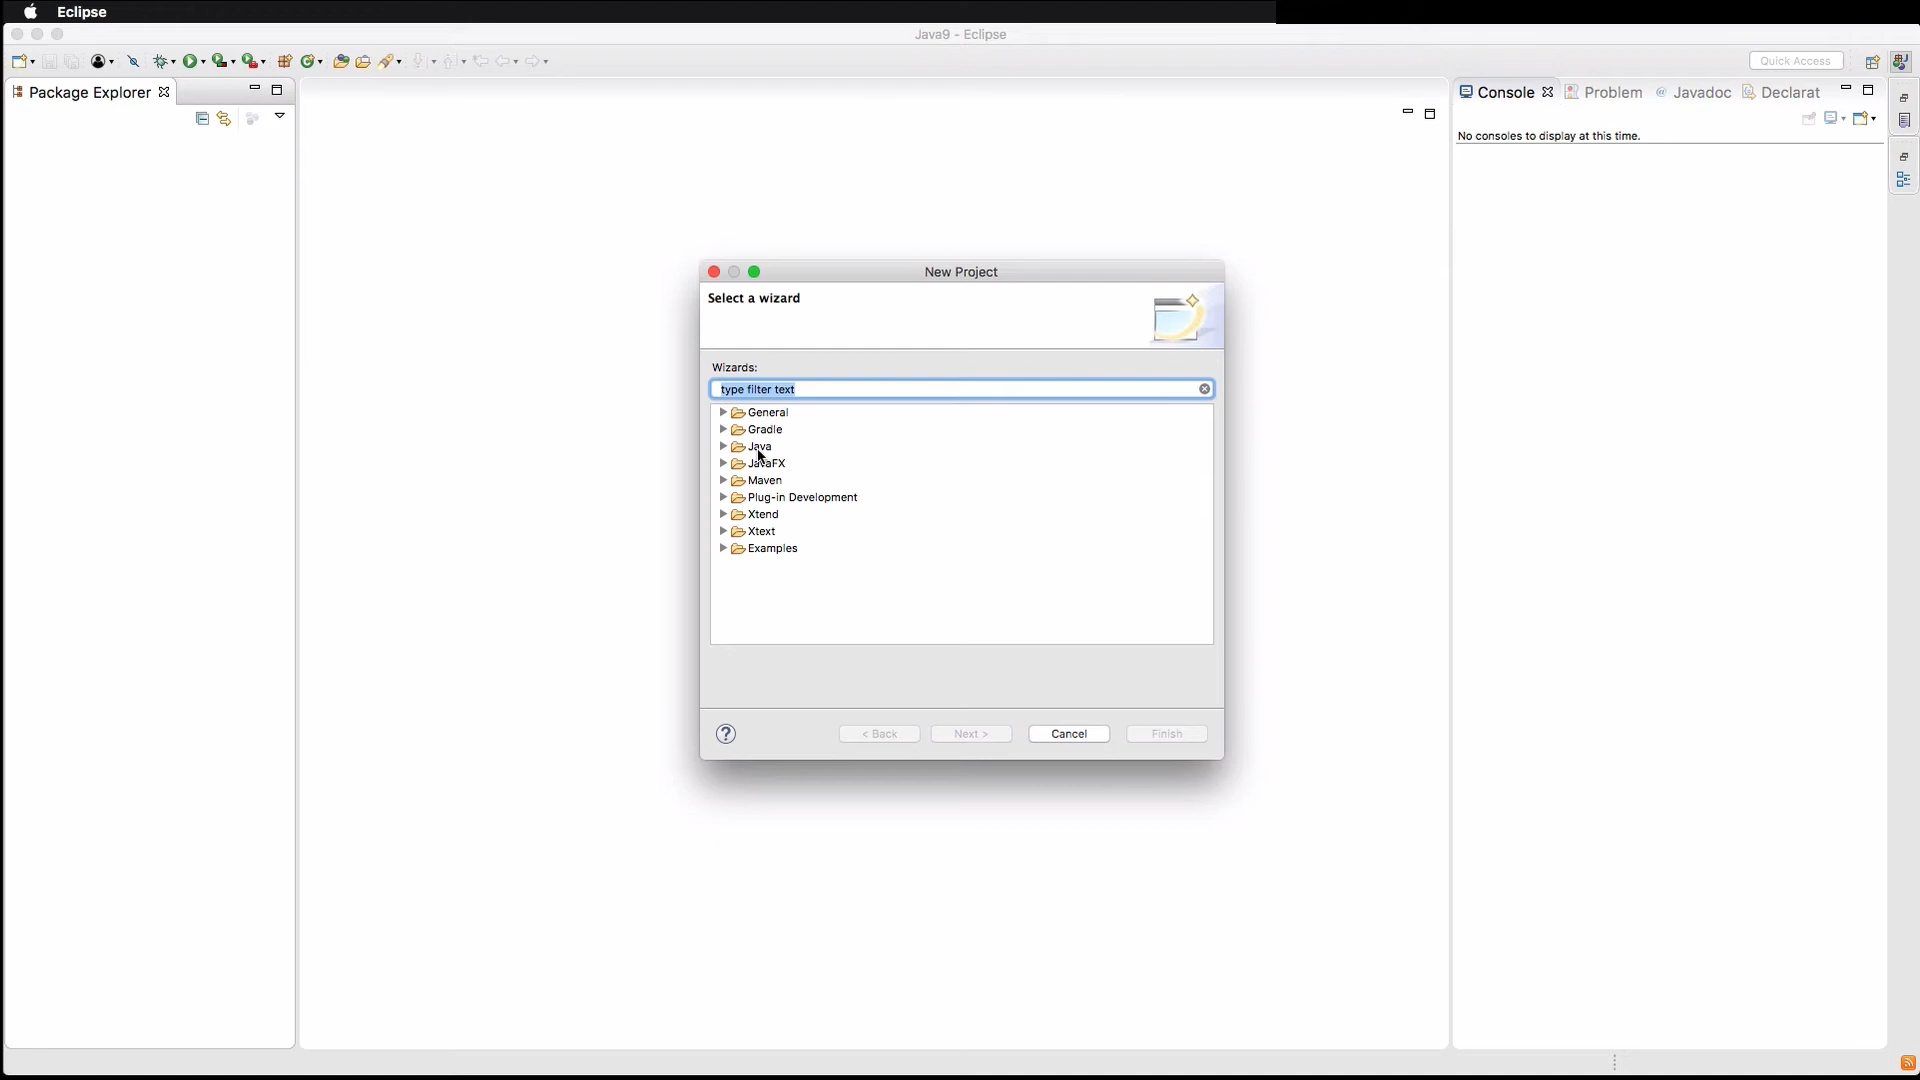 Eclipse
Java9 - Eclipse
Quick Access
Package Explorer
Console
Problem
Javadoc
Declarat
No consoles to display at this time.
New Project
Select a wizard
Wizards:
type filter text
General
Gradle
Java
JavaFX
Maven
Plug-in Development
Xtend
Xtext
Examples
?
< Back
Next >
Cancel
Finish